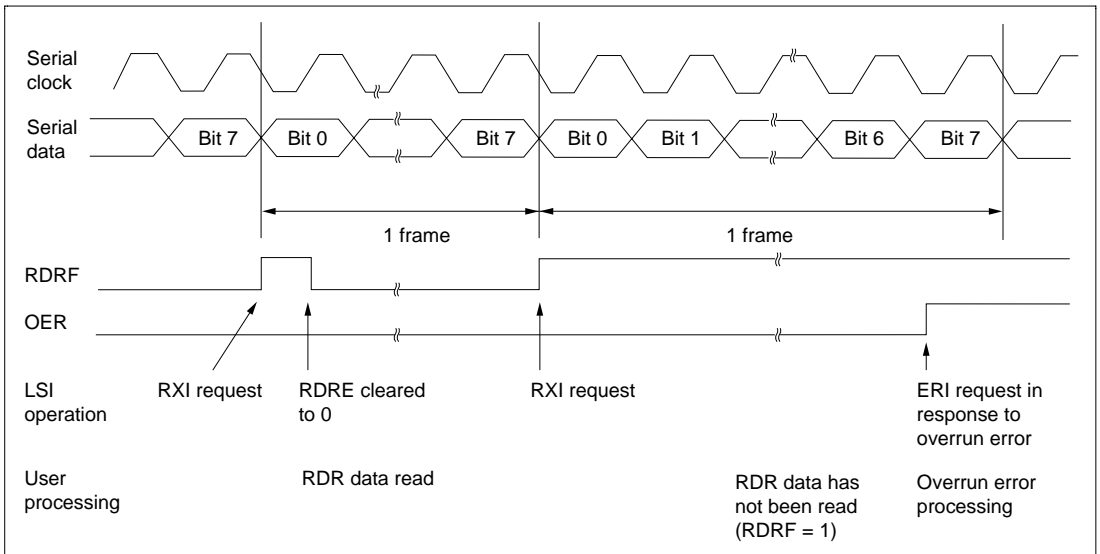 Serial
clock
Serial
data
Bit 7
Bit 0
Bit 7
Bit 0
Bit 1
Bit 6
Bit 7
1 frame
1 frame
RDRF
OER
LSI
operation
RXI request
RDRE cleared
to 0
RXI request
ERI request in
response to
overrun error
User
processing
RDR data read
RDR data has
not been read
(RDRF = 1)
Overrun error
processing